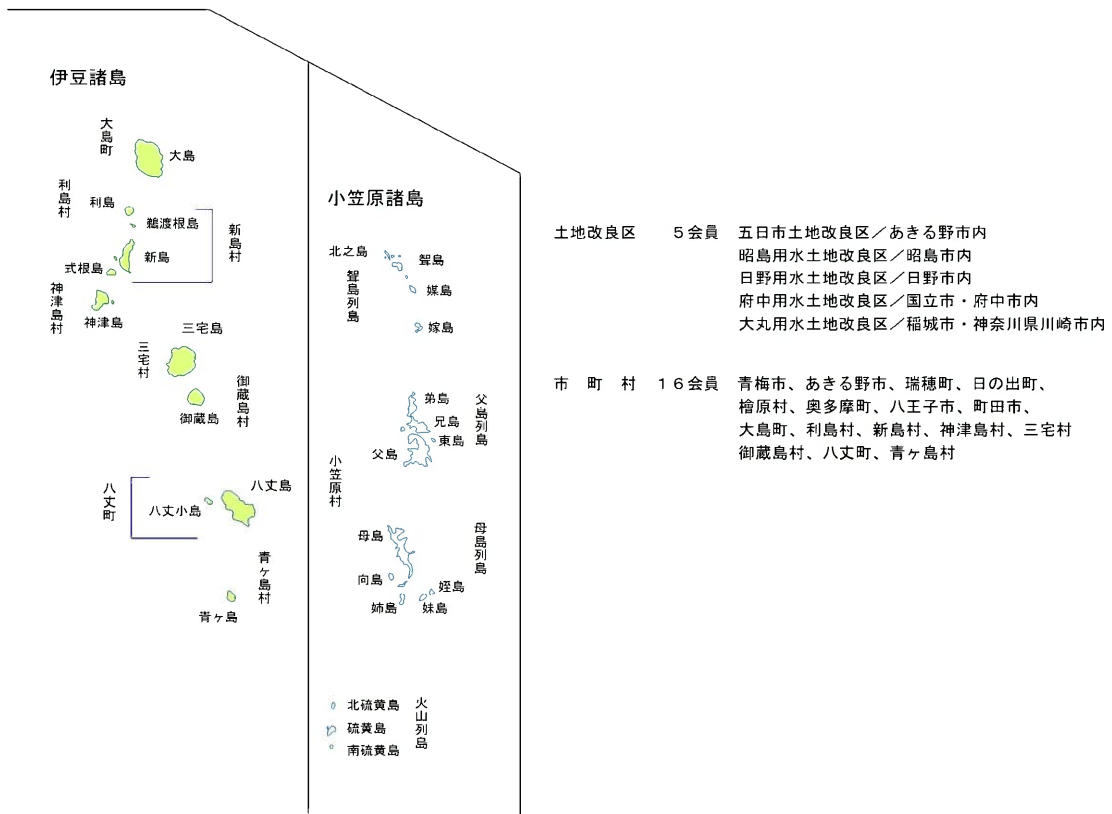 伊豆諸島
大島町
大島
利島村
利島
鵜渡根島
新島
新島村
式根島
神津島村
神津島
三宅島
三宅村
御蔵島村
御蔵島
八丈町
八丈島
八丈小島
青ヶ島村
青ヶ島
小笠原諸島
北之島
聟島
聟島列島
媒島
嫁島
弟島
父島列島
兄島
東島
父島
小笠原村
母島
母島列島
向島
姪島
姉島
妹島
北硫黄島
火山列島
硫黄島
南硫黄島
土地改良区 5会員 五日市土地改良区/あきる野市内
昭島用水土地改良区/昭島市内
日野用水土地改良区/日野市内
府中用水土地改良区/国立市・府中市内
大丸用水土地改良区/稲城市・神奈川県川崎市内
市 町 村 16会員 青梅市、あきる野市、瑞穂町、日の出町、
檜原村、奥多摩町、八王子市、町田市、
大島町、利島村、新島村、神津島村、三宅村
御蔵島村、八丈町、青ヶ島村